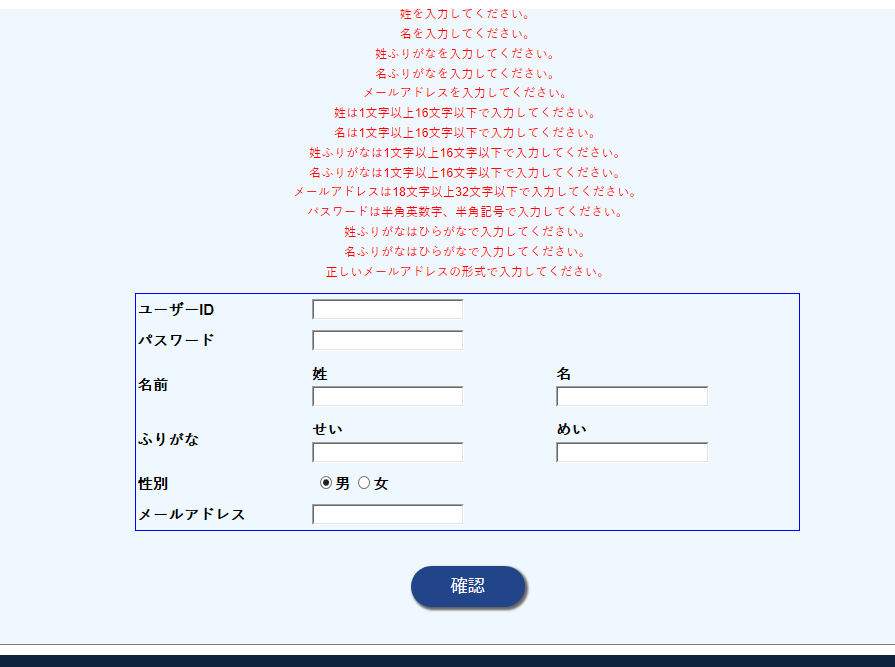 姓を入力してください。
名を入力してください。
姓ふりがなを入力してください。
名ふりがなを入力してください。
メールアドレスを入力してください。
姓は1文字以上16文字以下で入力してください。
名は1文字以上16文字以下で入力してください。
姓ふりがなは1文字以上16文字以下で入力してください。
名ふりがなは1文字以上16文字以下で入力してください。
メールアドレスは18文字以上32文字以下で入力してください。
パスワードは半角英数字、半角記号で入力してください。
姓ふりがなはひらがなで入力してください。
名ふりがなはひらがなで入力してください。
正しいメールアドレスの形式で入力してください。
ユーザーID
パスワード
名前 姓 名
ふりがな せい めい
性別 男 女
メールアドレス
確認